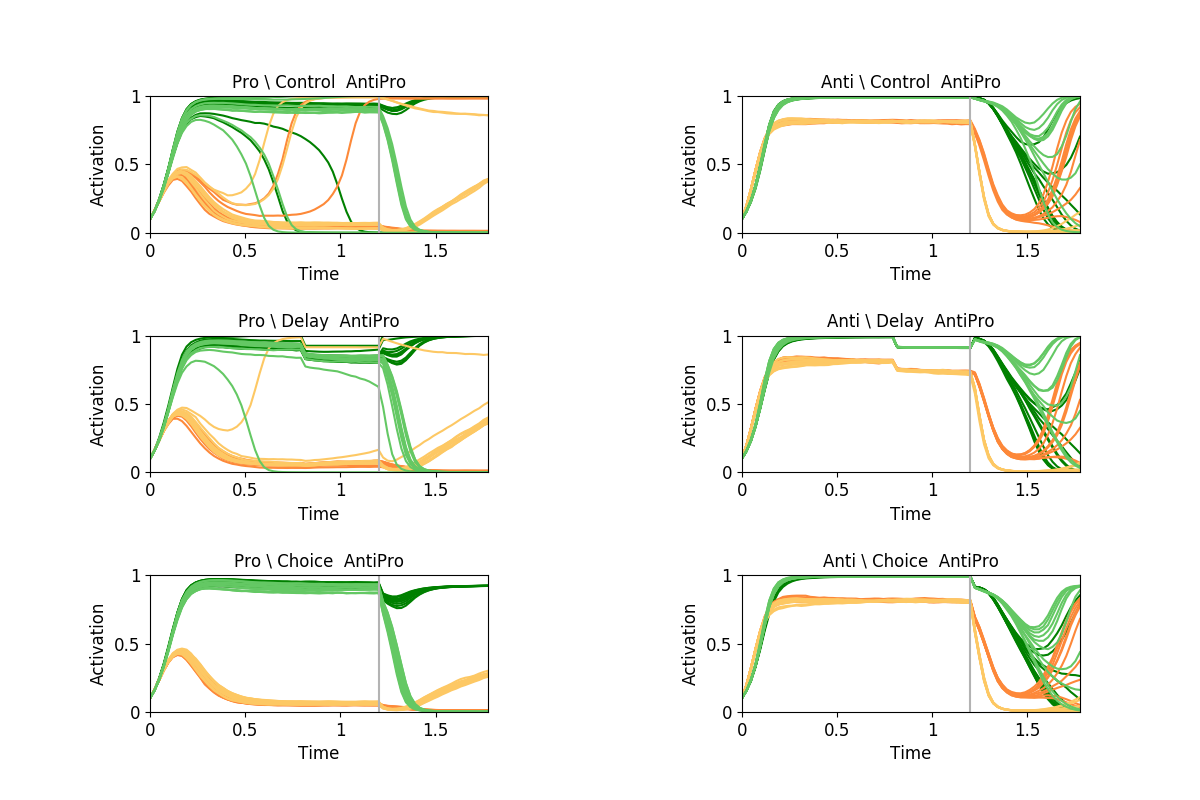 Pro \ Control  AntiPro
Activation
1
0.5
0
0
0.5
1
1.5
Time
Anti \ Control  AntiPro
Activation
1
0.5
0
0
0.5
1
1.5
Time
Pro \ Delay  AntiPro
Activation
1
0.5
0
0
0.5
1
1.5
Time
Anti \ Delay  AntiPro
Activation
1
0.5
0
0
0.5
1
1.5
Time
Pro \ Choice  AntiPro
Activation
1
0.5
0
0
0.5
1
1.5
Time
Anti \ Choice  AntiPro
Activation
1
0.5
0
0
0.5
1
1.5
Time